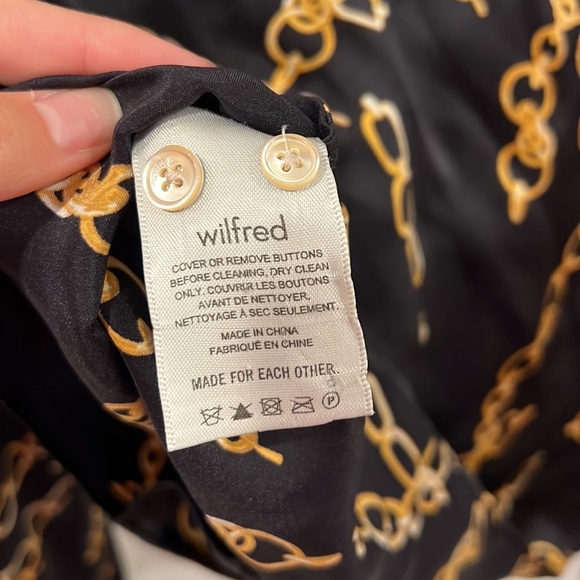 wilfred
COVER OR REMOVE BUTTONS
BEFORE CLEANING, DRY CLEAN
ONLY. COUVRIR LES BOUTONS
AVANT DE NETTOYER,
NETTOYAGE À SEC SEULEMENT.
MADE IN CHINA
FABRIQUÉ EN CHINE
MADE FOR EACH OTHER.
P